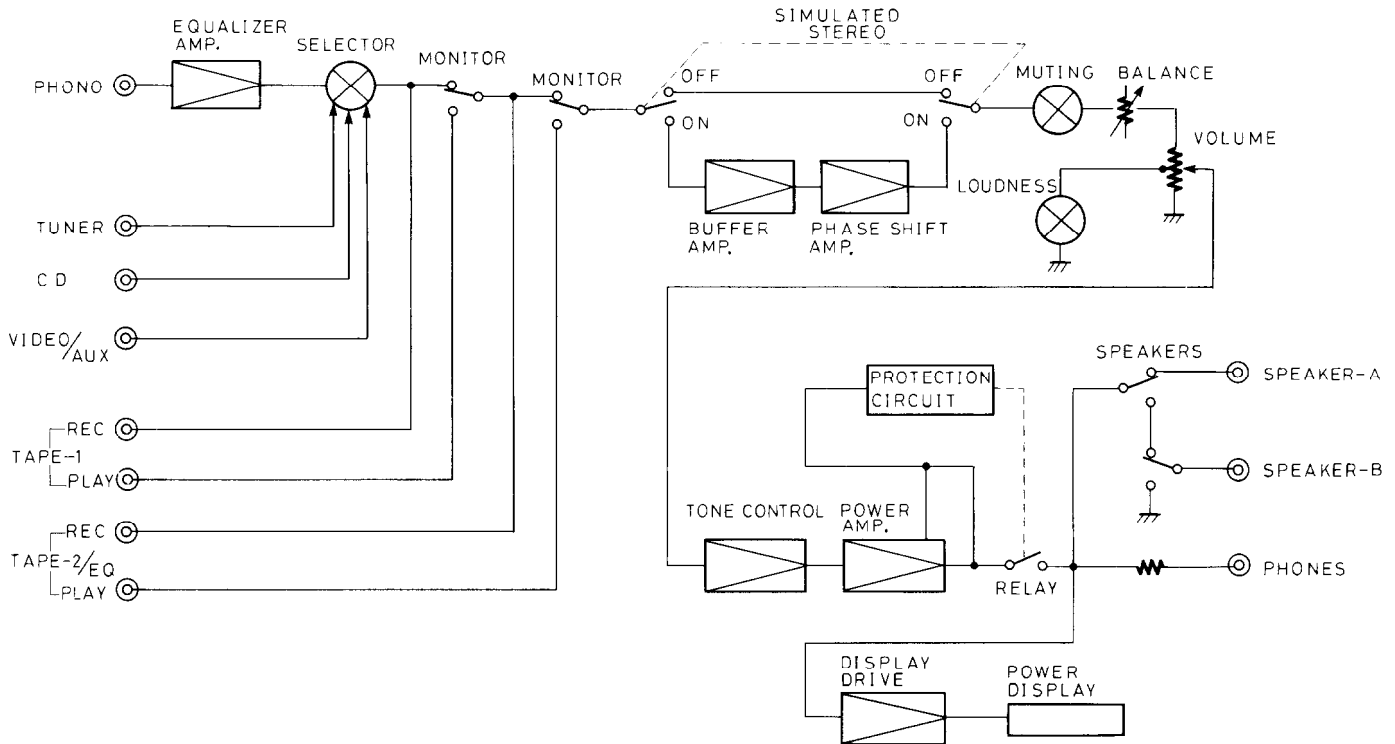 EQUALIZER
AMP.
SELECTOR
MONITOR
MONITOR
SIMULATED
STEREO
PHONO
OFF
ON
OFF
ON
MUTING
BALANCE
VOLUME
LOUDNESS
BUFFER
AMP.
PHASE SHIFT
AMP.
TUNER
CD
VIDEO/AUX
REC
TAPE-1
PLAY
REC
TAPE-2/EQ
PLAY
PROTECTION
CIRCUIT
SPEAKERS
SPEAKER-A
SPEAKER-B
TONE CONTROL
POWER
AMP.
RELAY
PHONES
DISPLAY
DRIVE
POWER
DISPLAY